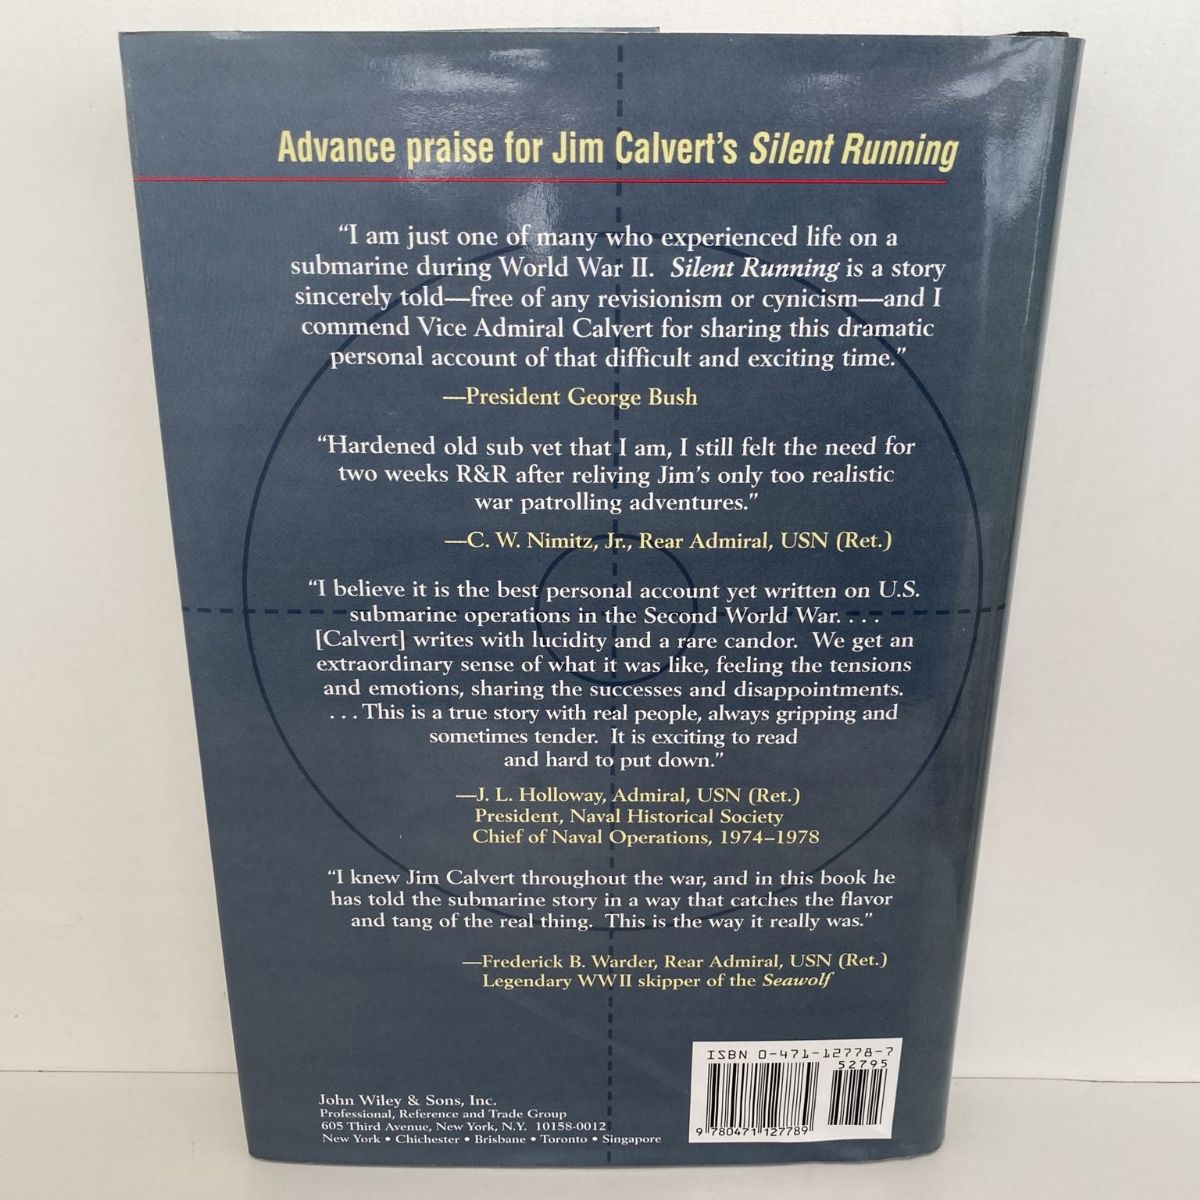 Advance praise for Jim Calvert's Silent Running
"I am just one of many who experienced life on a
submarine during World War II. Silent Running is a story
sincerely told—free of any revisionism or cynicism—and I
commend Vice Admiral Calvert for sharing this dramatic
personal account of that difficult and exciting time."
—President George Bush
"Hardened old sub vet that I am, I still felt the need for
two weeks R&R after reliving Jim's only too realistic
war patrolling adventures."
—C. W. Nimitz, Jr., Rear Admiral, USN (Ret.)
"I believe it is the best personal account yet written on U.S.
submarine operations in the Second World War. . . .
[Calvert] writes with lucidity and a rare candor. We get an
extraordinary sense of what it was like, feeling the tensions
and emotions, sharing the successes and disappointments.
. . . This is a true story with real people, always gripping and
sometimes tender. It is exciting to read
and hard to put down."
—J. L. Holloway, Admiral, USN (Ret.)
President, Naval Historical Society
Chief of Naval Operations, 1974–1978
"I knew Jim Calvert throughout the war, and in this book he
has told the submarine story in a way that catches the flavor
and tang of the real thing. This is the way it really was."
—Frederick B. Warder, Rear Admiral, USN (Ret.)
Legendary WWII skipper of the Seawolf
ISBN 0-471-12778-7
52795
9 780471 127789
John Wiley & Sons, Inc.
Professional, Reference and Trade Group
605 Third Avenue, New York, N.Y. 10158-0012
New York • Chichester • Brisbane • Toronto • Singapore